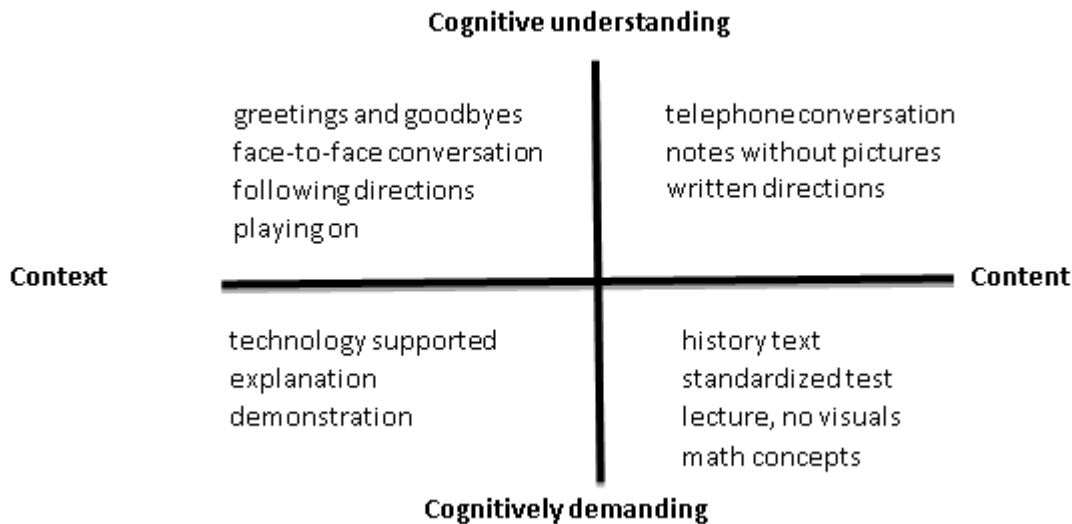 Cognitive understanding
greetings and goodbyes
face-to-face conversation
following directions
playing on
telephone conversation
notes without pictures
written directions
Context
Content
technology supported
explanation
demonstration
history text
standardized test
lecture, no visuals
math concepts
Cognitively demanding